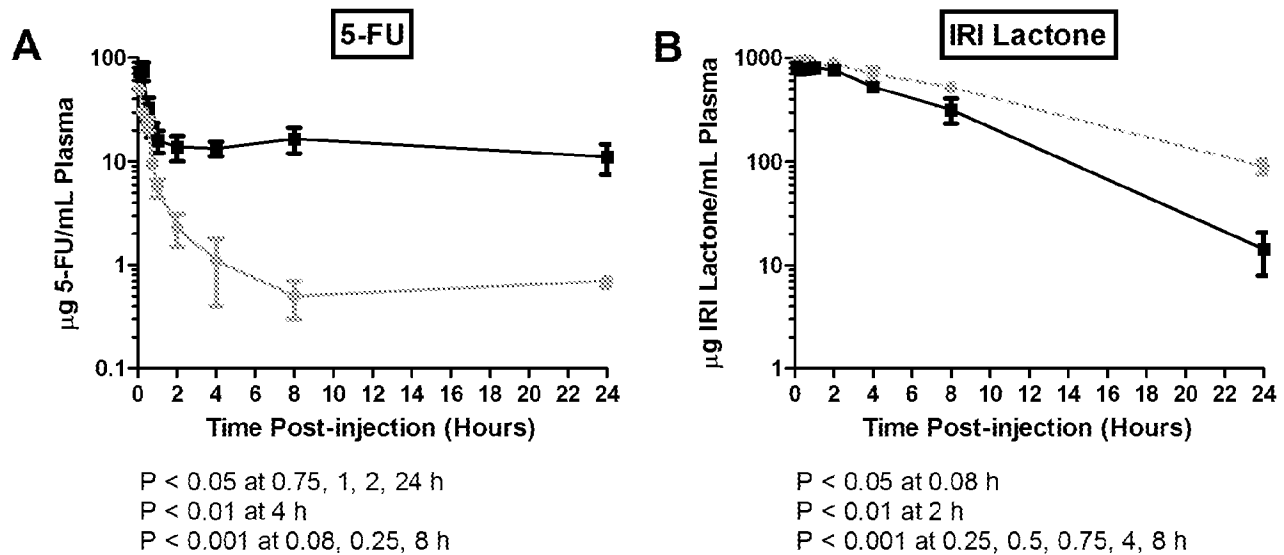 A
5-FU
100
10
1
0.1
µg 5-FU/mL Plasma
0 2 4 6 8 10 12 14 16 18 20 22 24
Time Post-injection (Hours)
P < 0.05 at 0.75, 1, 2, 24 h
P < 0.01 at 4 h
P < 0.001 at 0.08, 0.25, 8 h
B
IRI Lactone
1000
100
10
1
µg IRI Lactone/mL Plasma
0 2 4 6 8 10 12 14 16 18 20 22 24
Time Post-injection (Hours)
P < 0.05 at 0.08 h
P < 0.01 at 2 h
P < 0.001 at 0.25, 0.5, 0.75, 4, 8 h